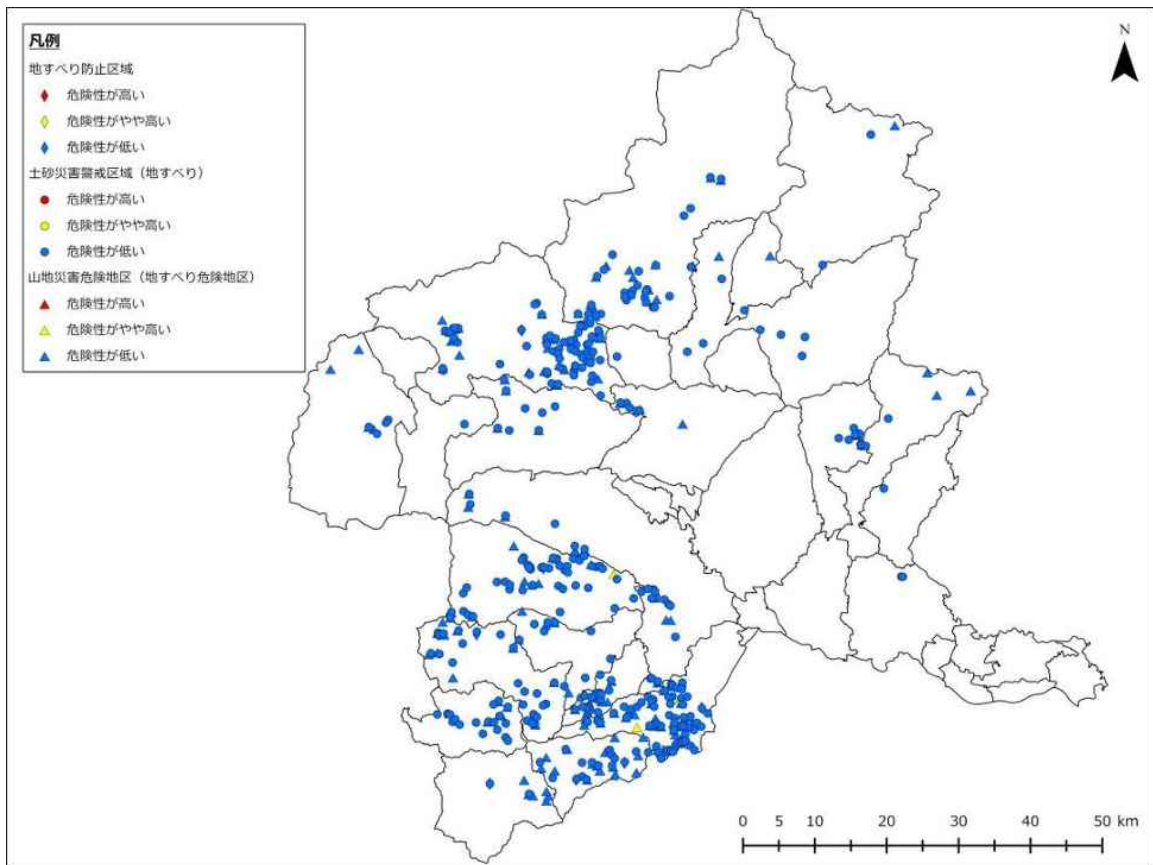 凡例
地すべり防止区域
危険性が高い
危険性がやや高い
危険性が低い
土砂災害警戒区域（地すべり）
危険性が高い
危険性がやや高い
危険性が低い
山地災害危険地区（地すべり危険地区）
危険性が高い
危険性がやや高い
危険性が低い
N
0 5 10 20 30 40 50 km